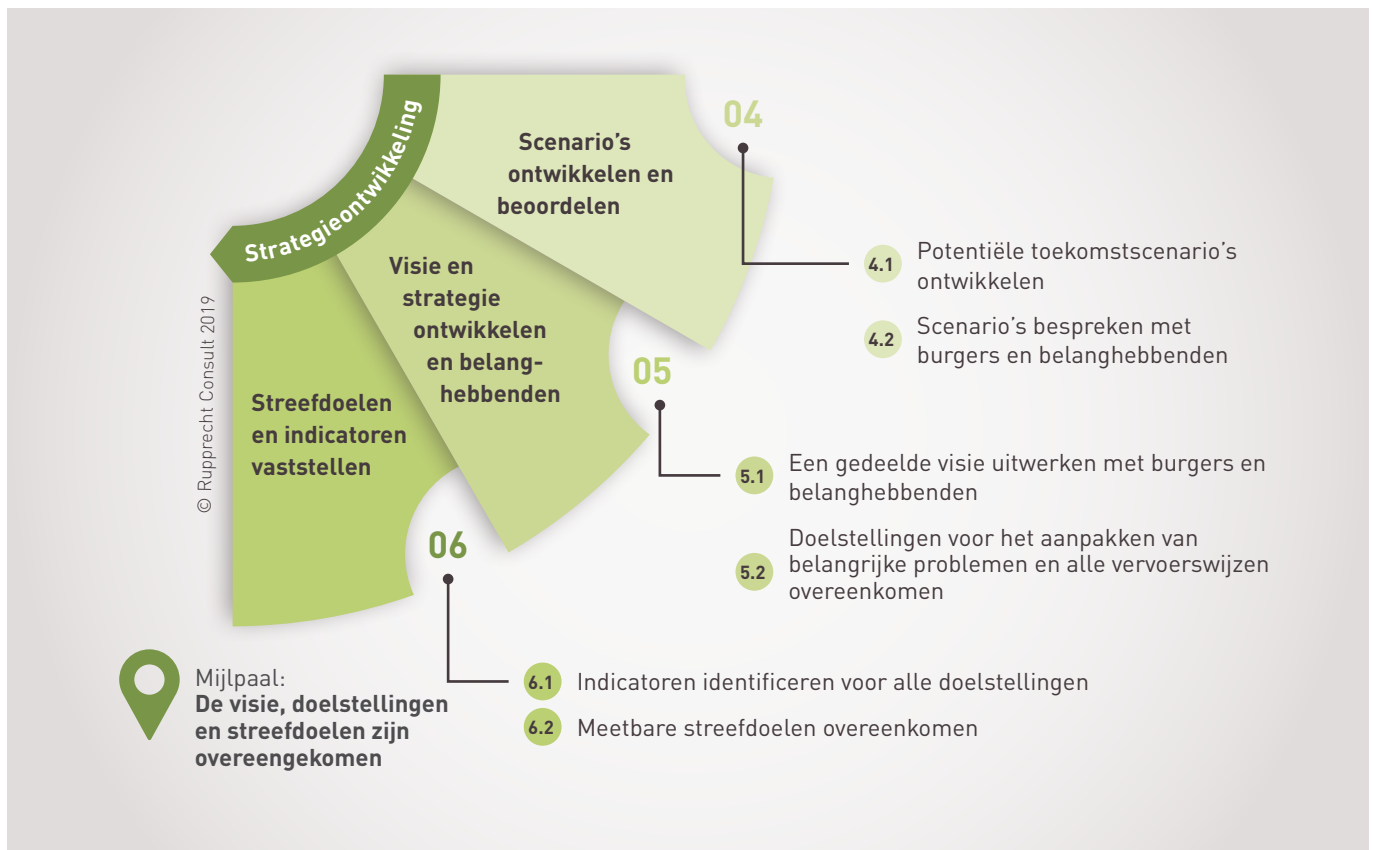 Strategieontwikkeling
Scenario’s
ontwikkelen en
beoordelen
04
4.1
Potentiële toekomstscenario’s
ontwikkelen
4.2
Scenario’s bespreken met
burgers en belanghebbenden
Visie en
strategie
ontwikkelen
en belang-
hebbenden
05
5.1
Een gedeelde visie uitwerken met burgers en
belanghebbenden
5.2
Doelstellingen voor het aanpakken van
belangrijke problemen en alle vervoerswijzen
overeenkomen
Streefdoelen
en indicatoren
vaststellen
06
6.1
Indicatoren identificeren voor alle doelstellingen
6.2
Meetbare streefdoelen overeenkomen
Mijlpaal:
De visie, doelstellingen
en streefdoelen zijn
overeengekomen
© Rupprecht Consult 2019